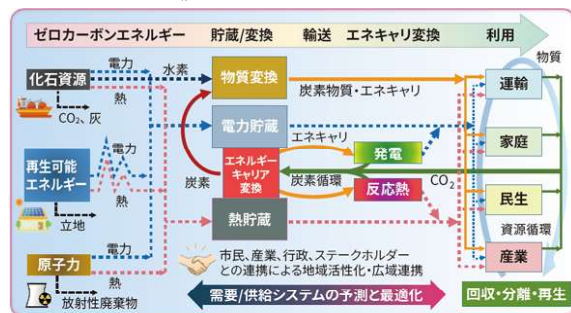 ゼロカーボンエネルギー 貯蔵/変換 輸送 エネキャリ変換 利用
化石資源
電力
熱
CO₂、灰
水素
物質変換
炭素物質・エネキャリ
物質
運輸
電力貯蔵
エネキャリ
発電
家庭
再生可能
エネルギー
電力
熱
立地
炭素
エネルギー
キャリア
変換
炭素循環
反応熱
CO₂
民生
熱貯蔵
資源循環
産業
原子力
電力
熱
放射性廃棄物
市民、産業、行政、ステークホルダー
との連携による地域活性化・広域連携
需要/供給システムの予測と最適化
回収・分離・再生